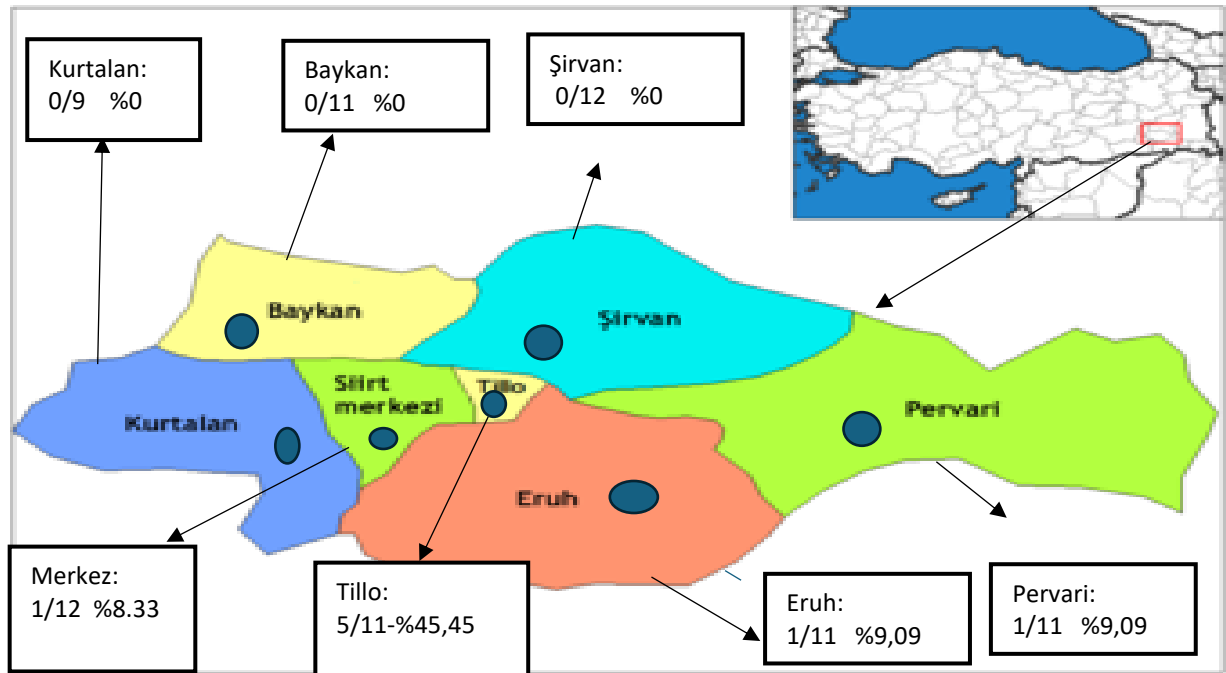 Kurtalan:
0/9 %0
Baykan:
0/11 %0
Şirvan:
0/12 %0
Baykan
Şirvan
Siirt
merkezi
Tillo
Kurtalan
Pervari
Eruh
Merkez:
1/12 %8.33
Tillo:
5/11-%45,45
Eruh:
1/11 %9,09
Pervari:
1/11 %9,09